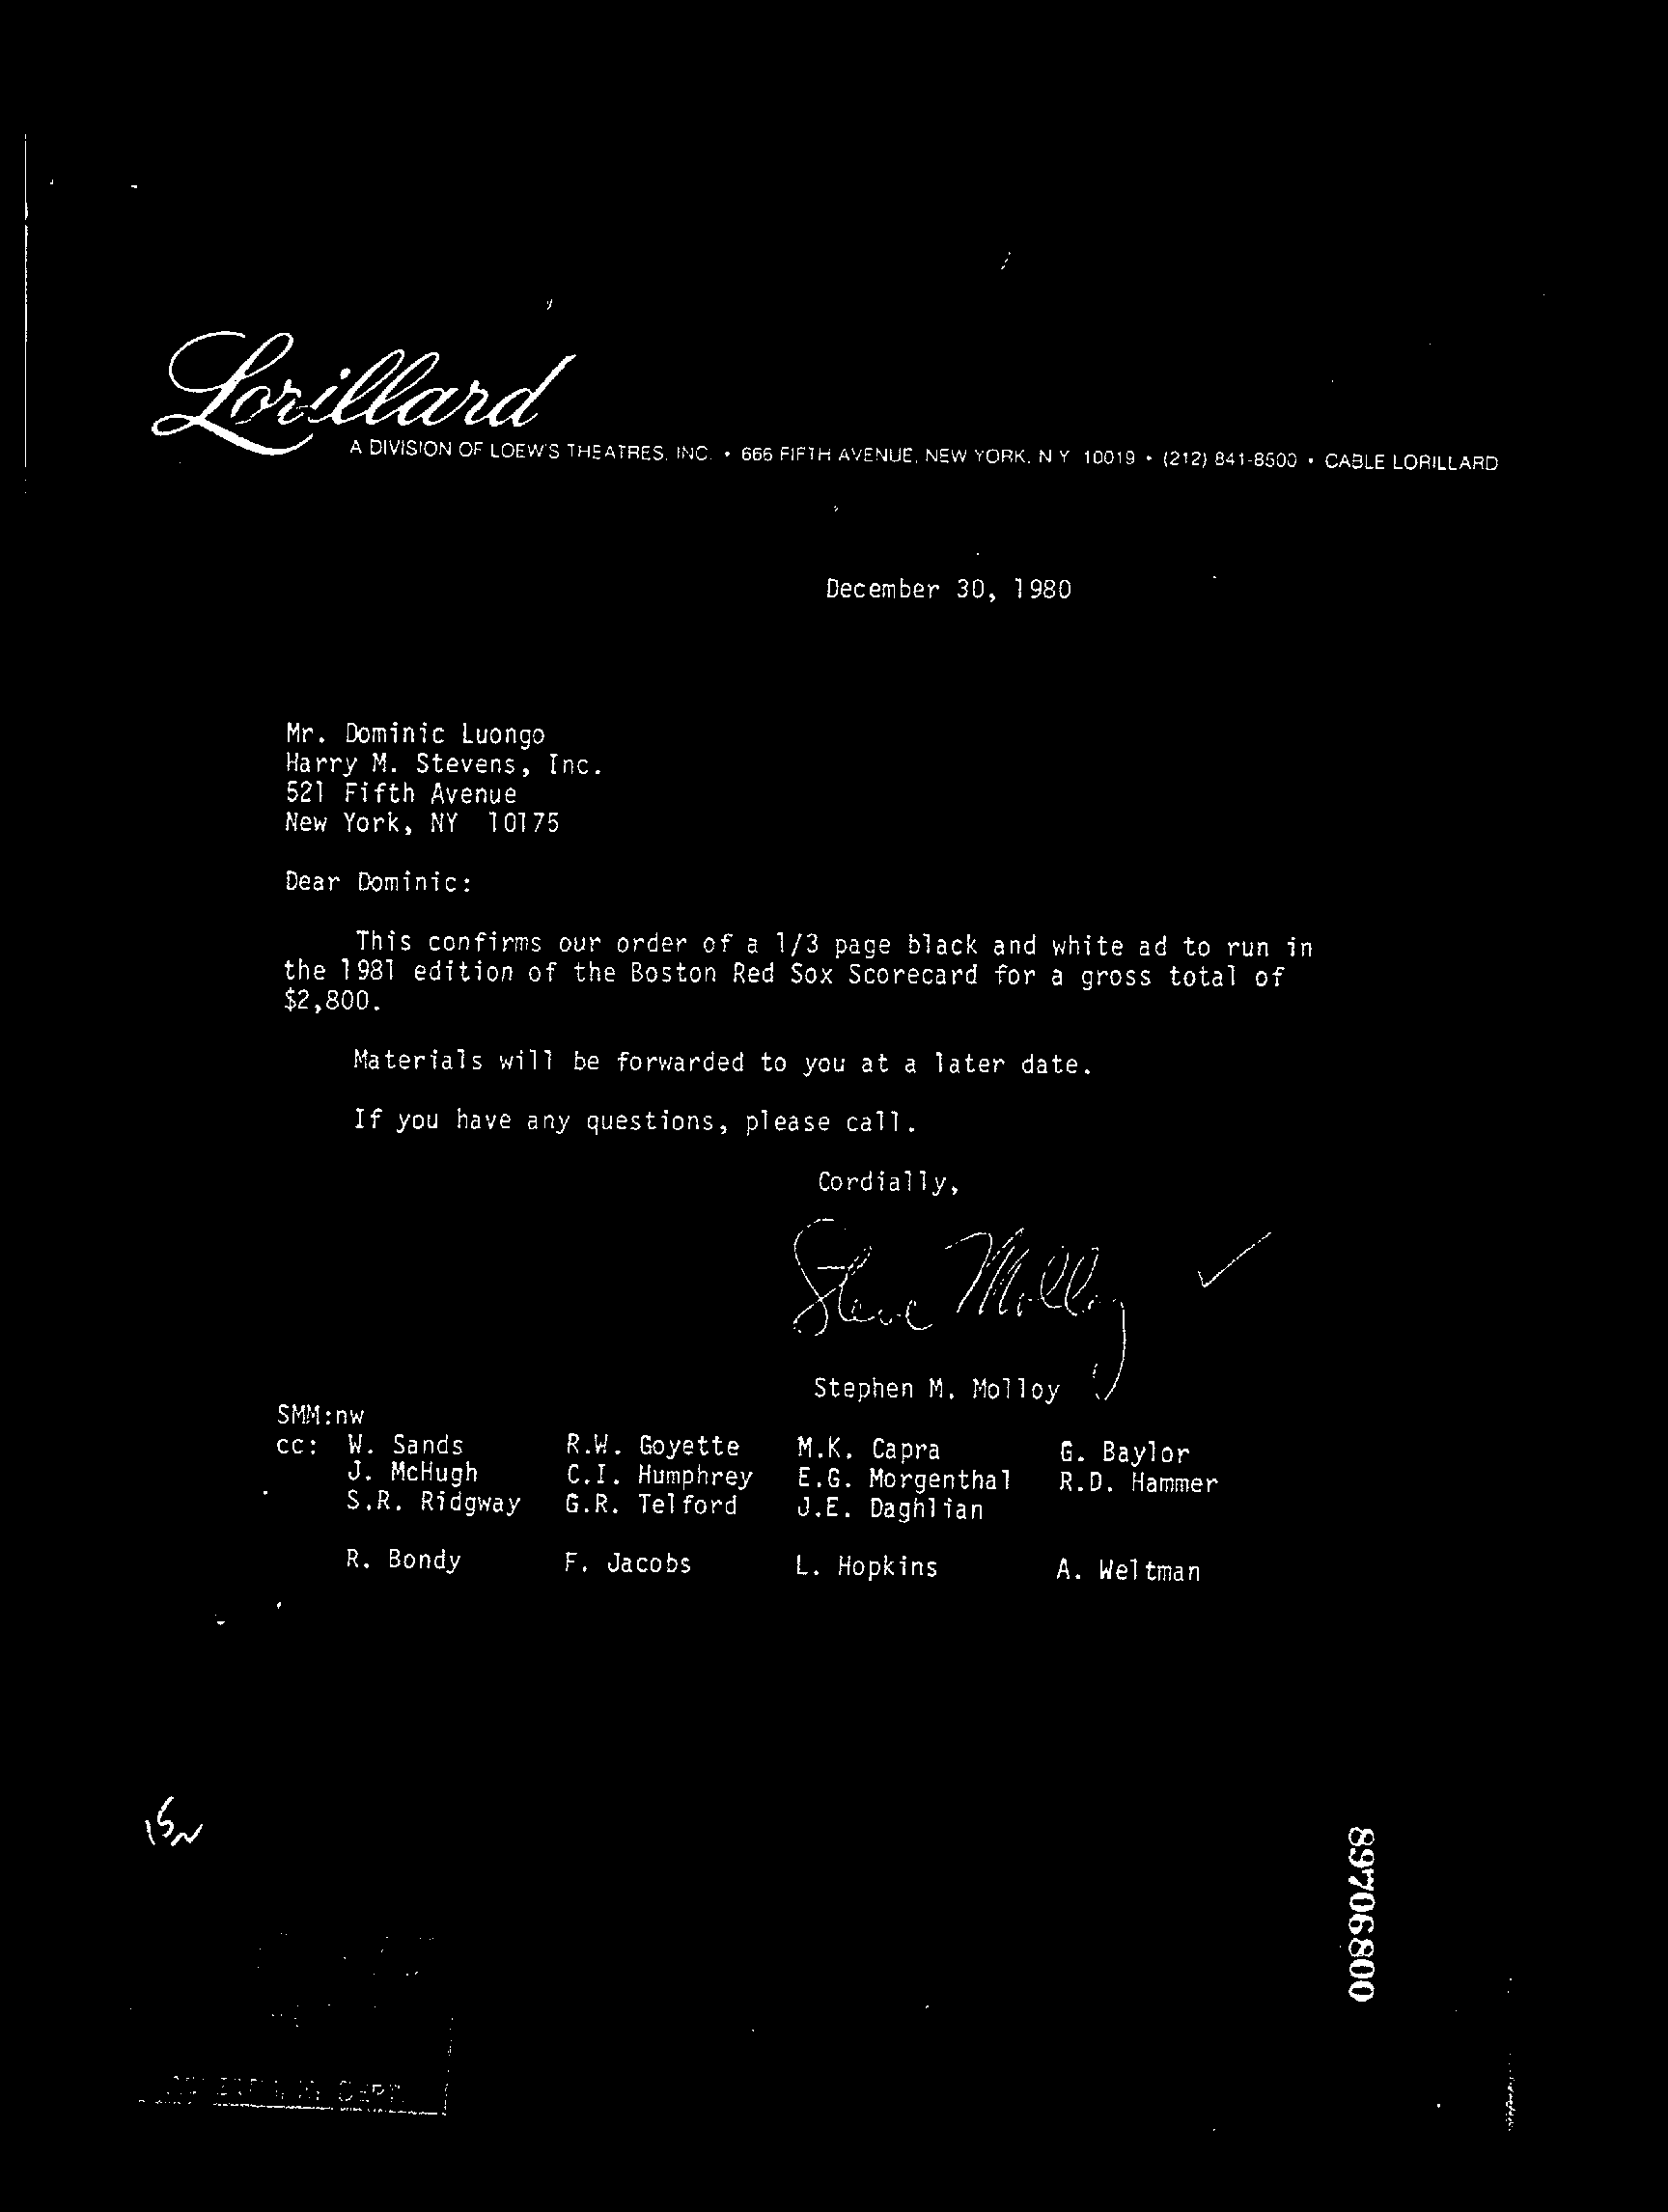 Lorillard
A DIVISION OF LOEW'S THEATRES, INC. • 666 FIFTH AVENUE, NEW YORK, N Y 10019 • (212) 841-8500 • CABLE LORILLARD
December 30, 1980
Mr. Dominic Luongo
Harry M. Stevens, Inc.
521 Fifth Avenue
New York, NY 10175
Dear Dominic:
This confirms our order of a 1/3 page black and white ad to run in
the 1981 edition of the Boston Red Sox Scorecard for a gross total of
$2,800.
Materials will be forwarded to you at a later date.
If you have any questions, please call.
Cordially,
Steve Molloy
Stephen M. Molloy
SMM:nw
cc: W. Sands R.W. Goyette M.K. Capra G. Baylor
J. McHugh C.I. Humphrey E.G. Morgenthal R.D. Hammer
S.R. Ridgway G.R. Telford J.E. Daghlian
R. Bondy F. Jacobs L. Hopkins A. Weltman
89706800